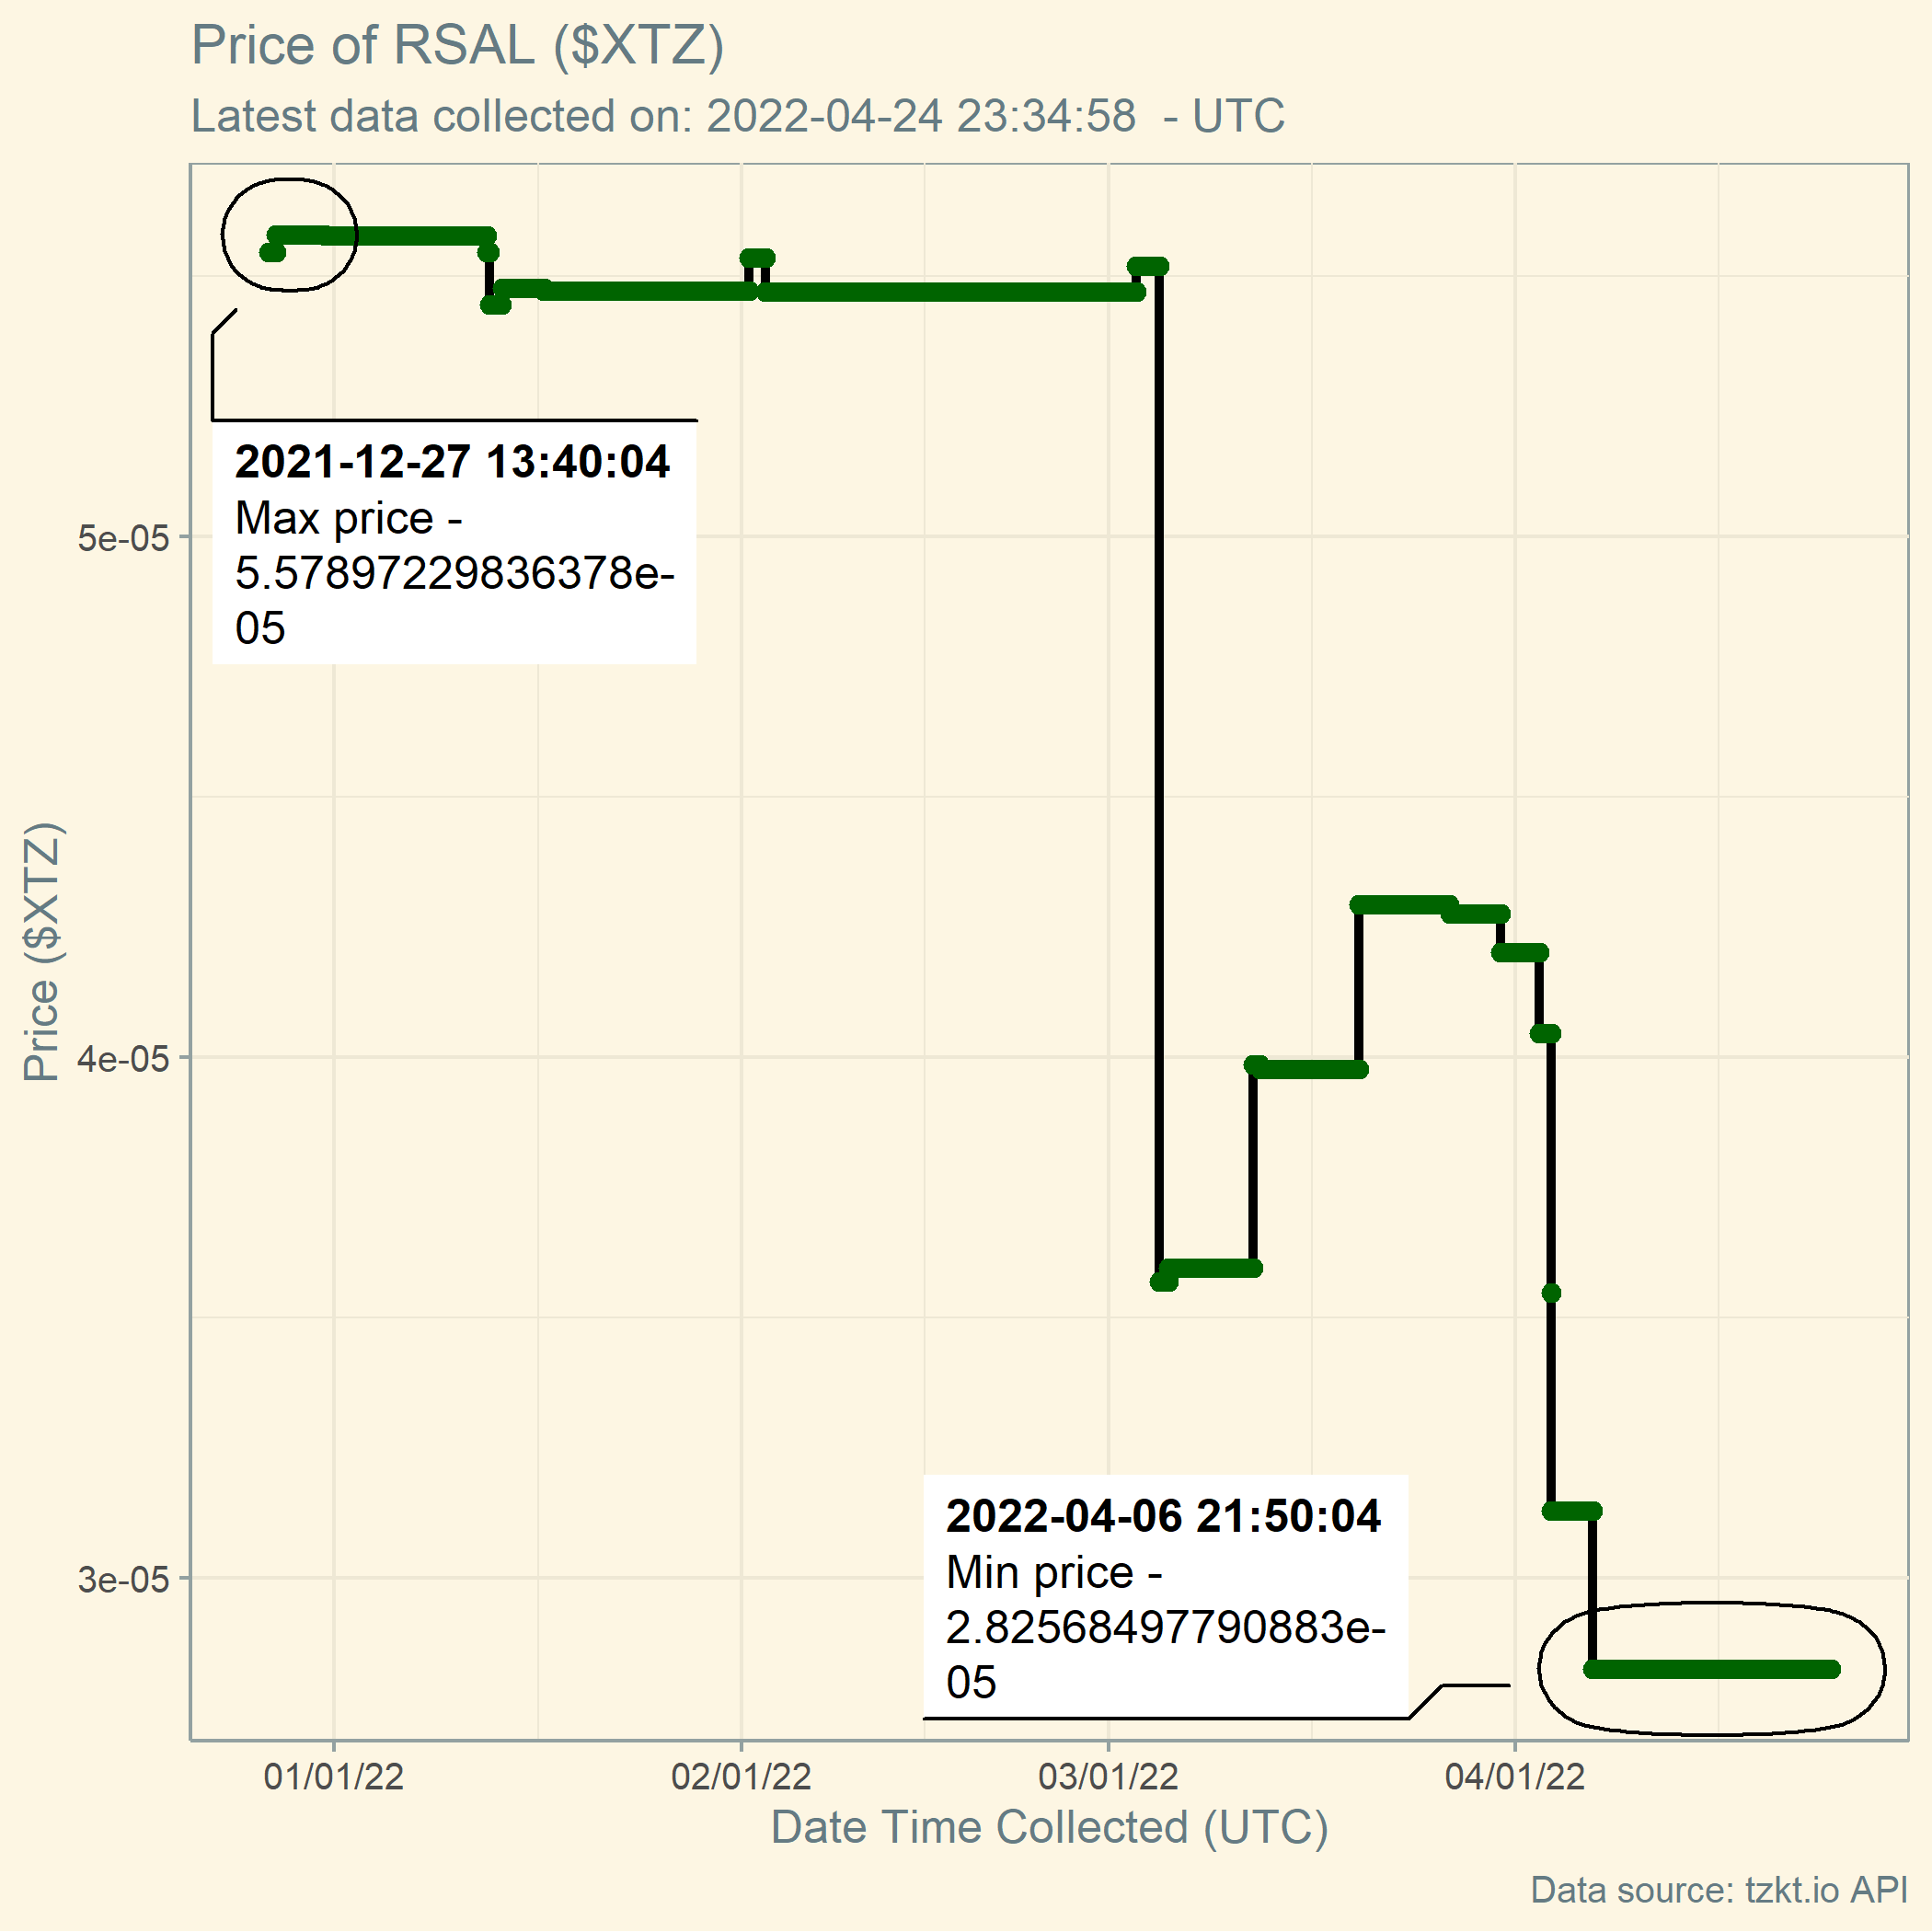 Price of RSAL ($XTZ)
Latest data collected on: 2022-04-24 23:34:58  - UTC
2021-12-27 13:40:04
Max price -
5.57897229836378e-
05
5e-05
Price ($XTZ)
4e-05
2022-04-06 21:50:04
Min price -
2.82568497790883e-
05
3e-05
01/01/22 02/01/22 03/01/22 04/01/22
Date Time Collected (UTC)
Data source: tzkt.io API